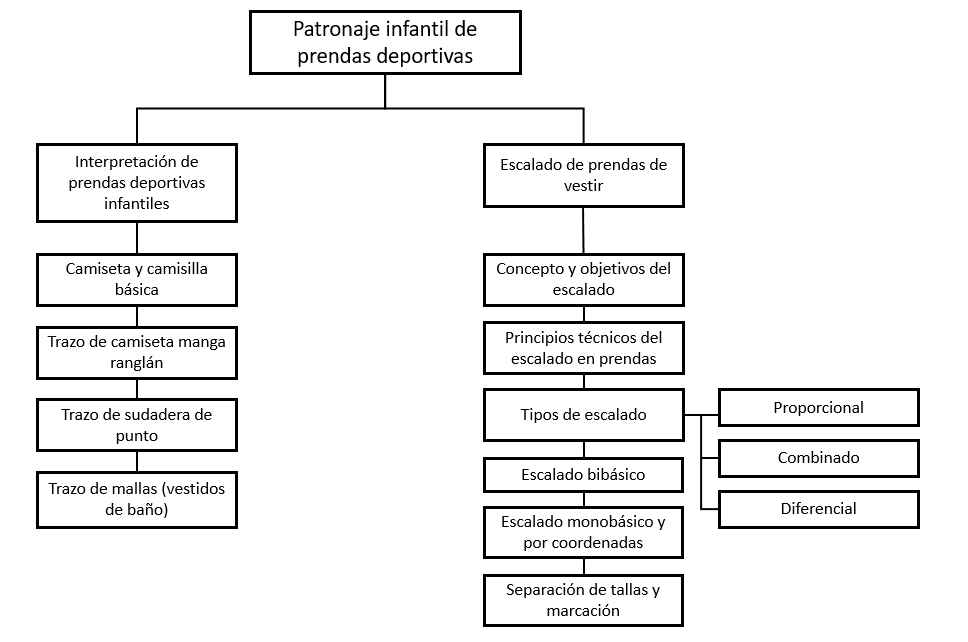 Patronaje infantil de
prendas deportivas
Interpretación de
prendas deportivas
infantiles
Camiseta y camisilla
básica
Trazo de camiseta manga
ranglán
Trazo de sudadera de
punto
Trazo de mallas (vestidos
de baño)
Escalado de prendas de
vestir
Concepto y objetivos del
escalado
Principios técnicos del
escalado en prendas
Tipos de escalado
Proporcional
Combinado
Diferencial
Escalado bibásico
Escalado monobásico y
por coordenadas
Separación de tallas y
marcación